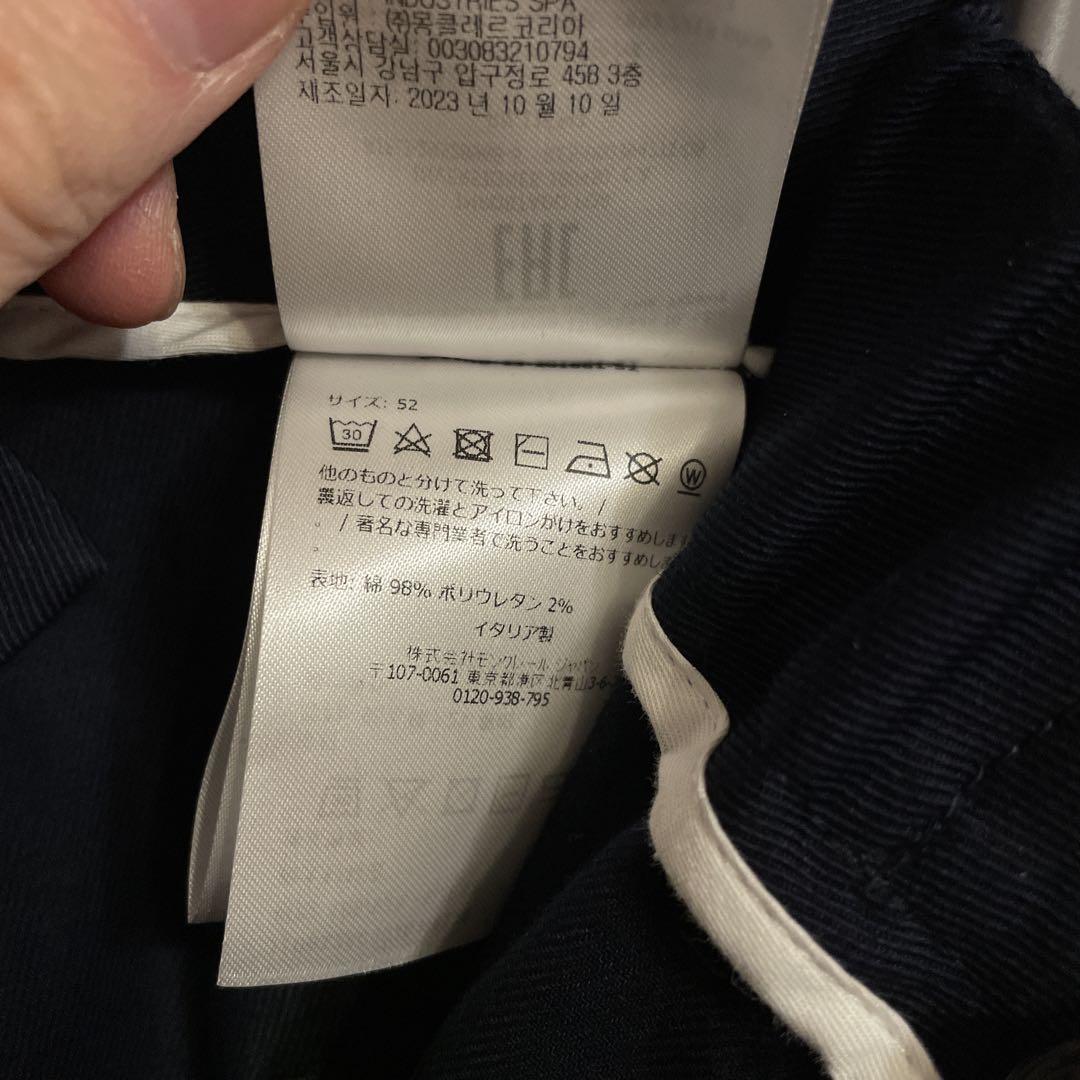 INDUSTRIES SPA
(주)몽클레르코리아
고객상담실: 003083210794
서울시 강남구 압구정로 458 3층
제조일자: 2023 년 10 월 10 일
EAC
サイズ: 52
30
W
他のものと分けて洗って下さい。/
裏返しての洗濯とアイロンがけをおすすめします
。/ 著名な専門業者で洗うことをおすすめしま
。
表地: 綿 98% ポリウレタン 2%
イタリア製
株式会社モンクレール ジャパン
〒107-0061 東京都港区北青山3-6-
0120-938-795